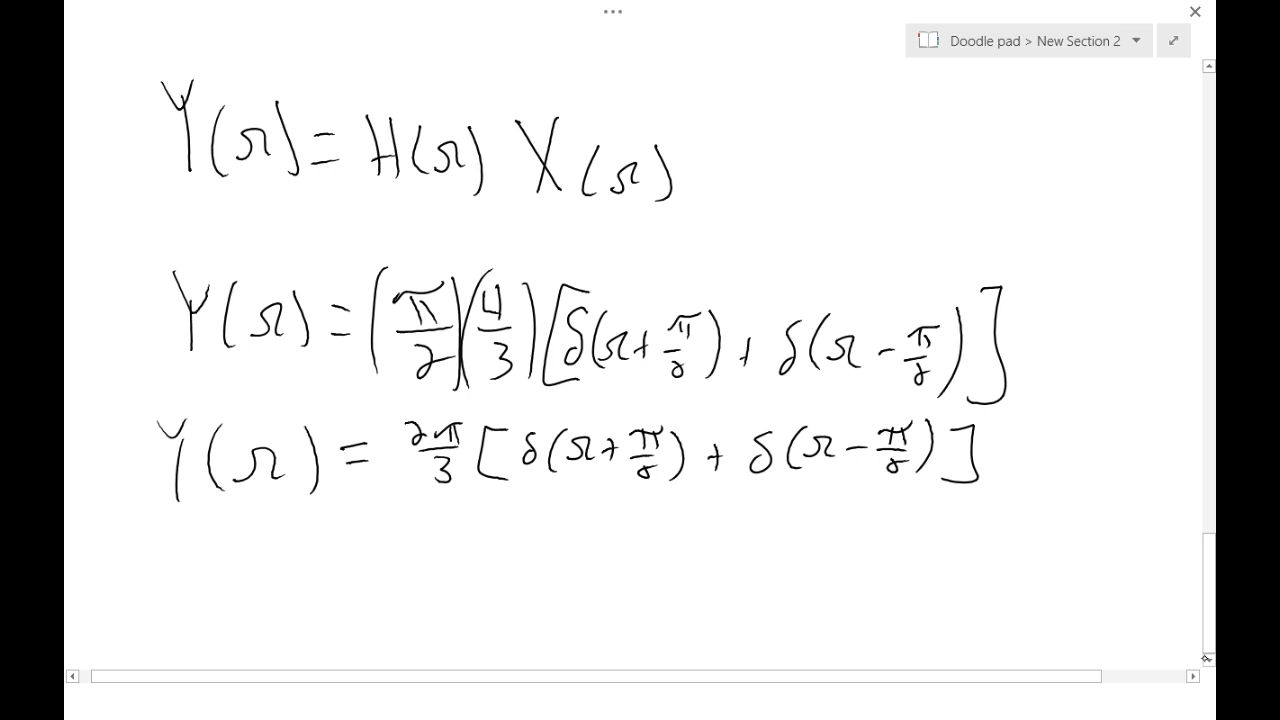 Doodle pad > New Section 2
Y(Ω) = H(Ω) X(Ω)
Y(Ω) = (π/2)(4/3)[δ(Ω+π/8) + δ(Ω-π/8)]
Y(Ω) = 2π/3 [δ(Ω+π/8) + δ(Ω-π/8)]